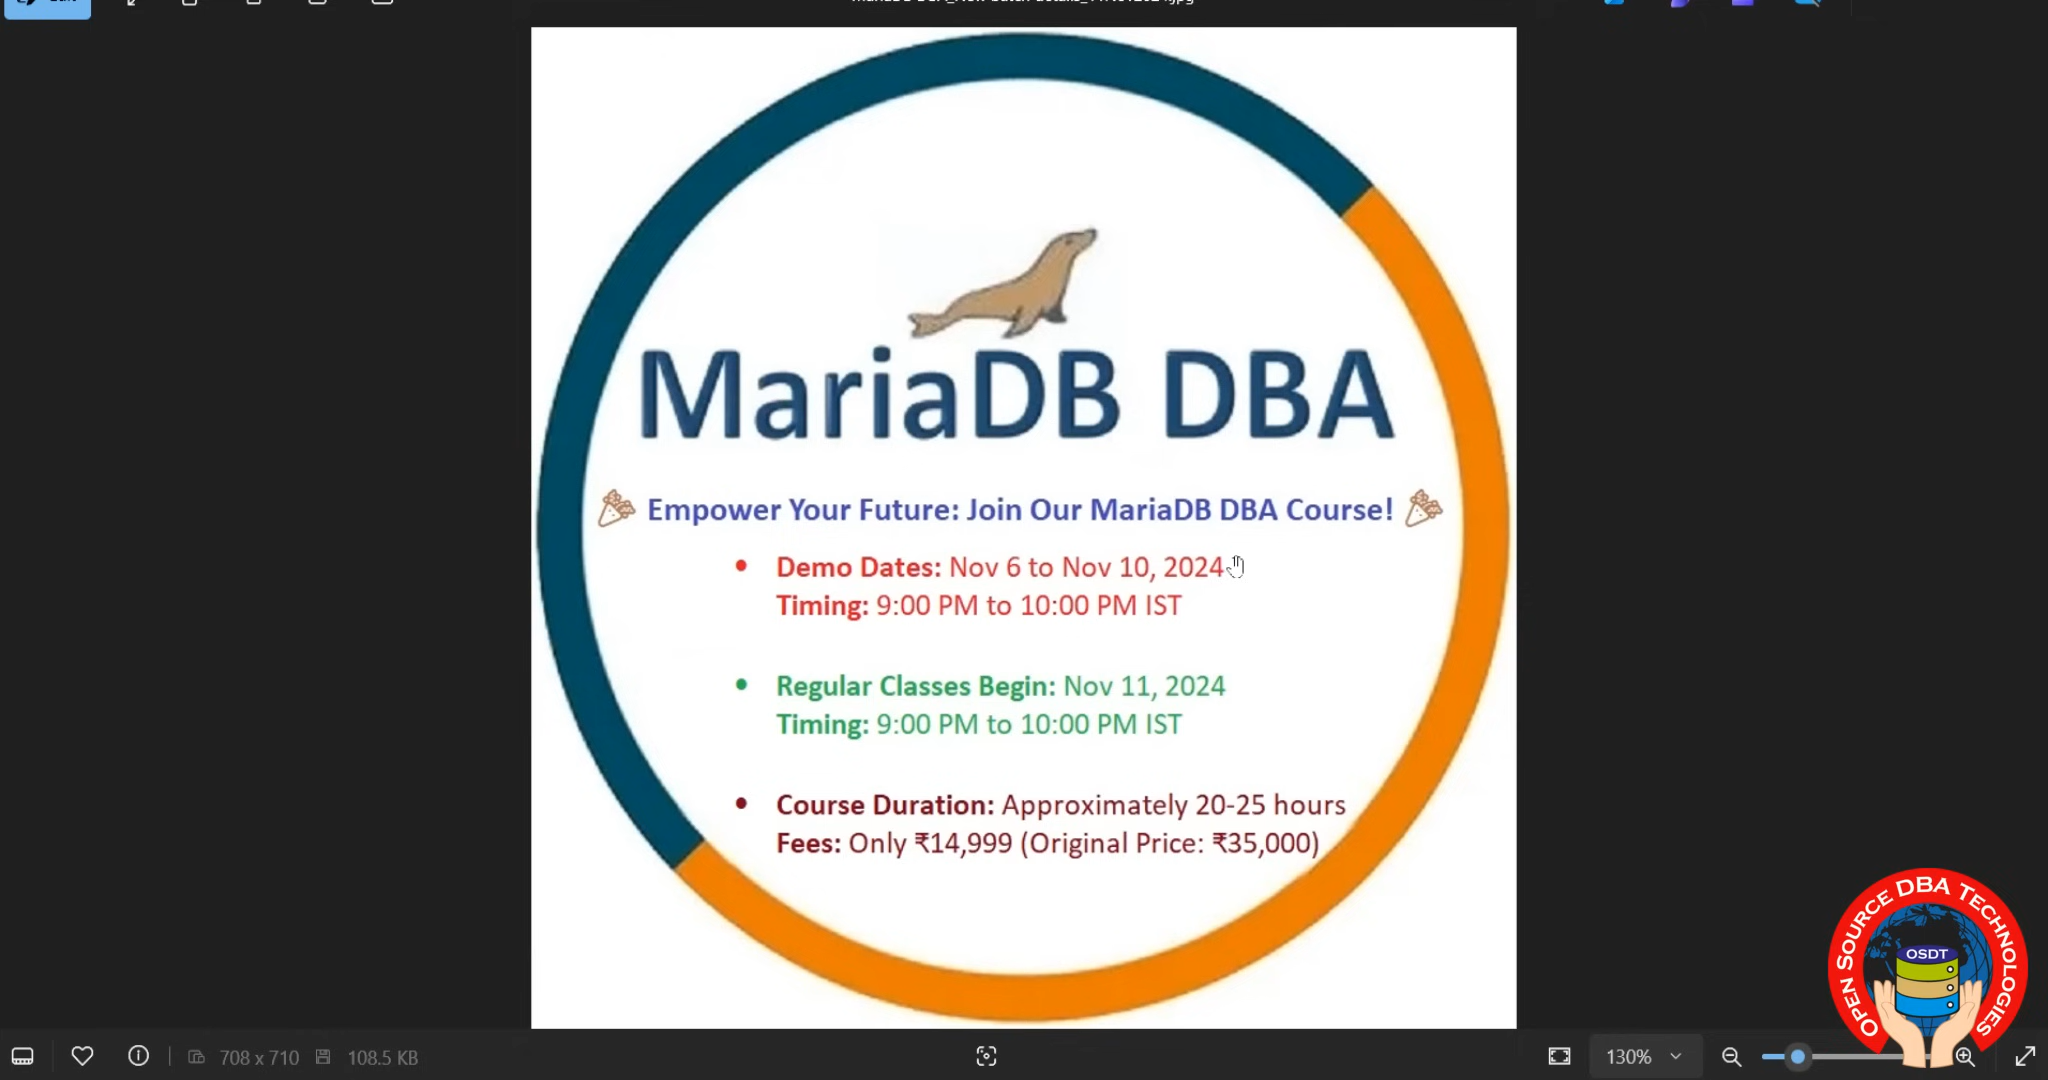 MariaDB DBA
Empower Your Future: Join Our MariaDB DBA Course!
• Demo Dates: Nov 6 to Nov 10, 2024
Timing: 9:00 PM to 10:00 PM IST
• Regular Classes Begin: Nov 11, 2024
Timing: 9:00 PM to 10:00 PM IST
• Course Duration: Approximately 20-25 hours
Fees: Only ₹14,999 (Original Price: ₹35,000)
OPEN SOURCE DBA TECHNOLOGIES
OSDT
708 x 710
108.5 KB
130%